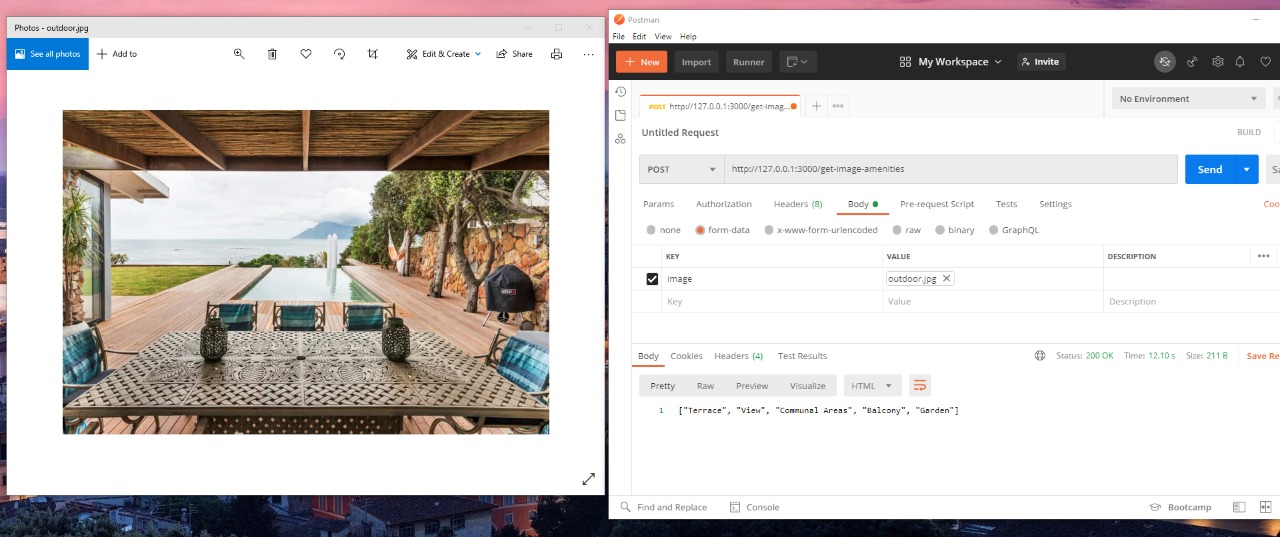 Photos - outdoor.jpg
See all photos
Add to
Edit & Create
Share
Postman
File Edit View Help
New
Import
Runner
My Workspace
Invite
POST http://127.0.0.1:3000/get-imag...
No Environment
Untitled Request
BUILD
POST
http://127.0.0.1:3000/get-image-amenities
Send
Sa
Params Authorization Headers (8) Body Pre-request Script Tests Settings
Coo
none form-data x-www-form-urlencoded raw binary GraphQL
KEY VALUE DESCRIPTION
image outdoor.jpg
Key Value Description
Body Cookies Headers (4) Test Results
Status: 200 OK Time: 12.10 s Size: 211 B
Save Re
Pretty Raw Preview Visualize HTML
1 ["Terrace", "View", "Communal Areas", "Balcony", "Garden"]
Find and Replace Console
Bootcamp